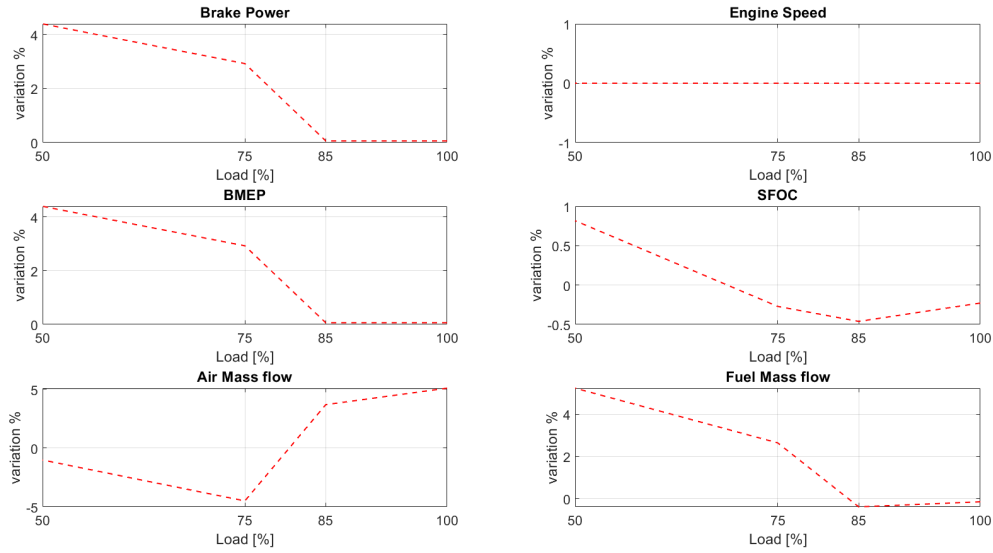 Brake Power
variation %
4
2
0
50
75
85
100
Load [%]
Engine Speed
variation %
1
0
-1
50
75
85
100
Load [%]
BMEP
variation %
4
2
0
50
75
85
100
Load [%]
SFOC
variation %
1
0.5
0
-0.5
50
75
85
100
Load [%]
Air Mass flow
variation %
5
0
-5
50
75
85
100
Load [%]
Fuel Mass flow
variation %
4
2
0
50
75
85
100
Load [%]